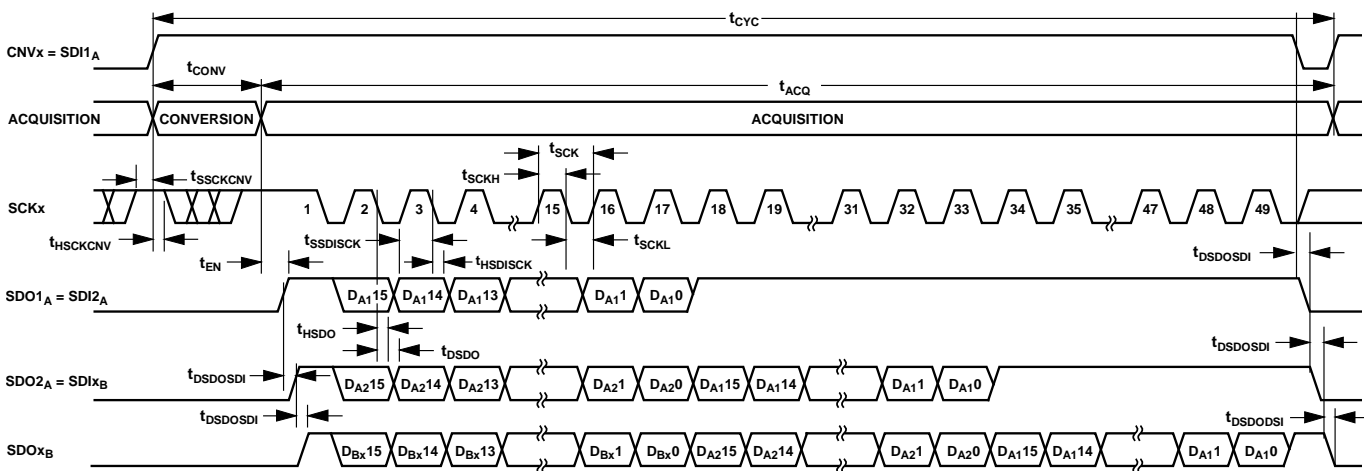 tCYC
CNVx = SDI1A
tCONV
tACQ
ACQUISITION CONVERSION ACQUISITION
tSCK
tSSCKCNV
tSCKH
SCKx 1 2 3 4 15 16 17 18 19 31 32 33 34 35 47 48 49
tHSCKCNV
tSSDISCK
tSCKL
tDSDOSDI
tEN
tHSDISCK
SDO1A = SDI2A DA115 DA114 DA113 DA11 DA10
tHSDO
tDSDO
tDSDOSDI
tDSDOSDI
SDO2A = SDIxB DA215 DA214 DA213 DA21 DA20 DA115 DA114 DA11 DA10
tDSDOSDI
tDSDODSI
SDOxB DBx15 DBx14 DBx13 DBx1 DBx0 DA215 DA214 DA21 DA20 DA115 DA114 DA11 DA10